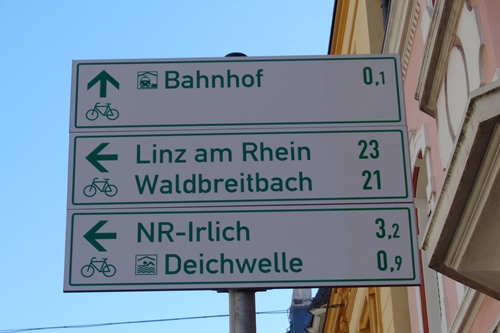 Bahnhof 0,1
Linz am Rhein 23
Waldbreitbach 21
NR-Irlich 3,2
Deichwelle 0,9